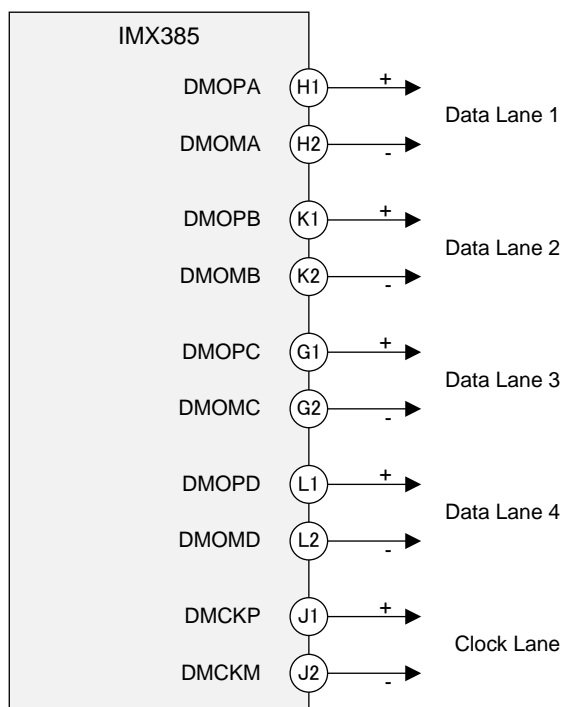 IMX385
DMOPA H1 +
Data Lane 1
DMOMA H2 -
DMOPB K1 +
Data Lane 2
DMOMB K2 -
DMOPC G1 +
Data Lane 3
DMOMC G2 -
DMOPD L1 +
Data Lane 4
DMOMD L2 -
DMCKP J1 +
Clock Lane
DMCKM J2 -